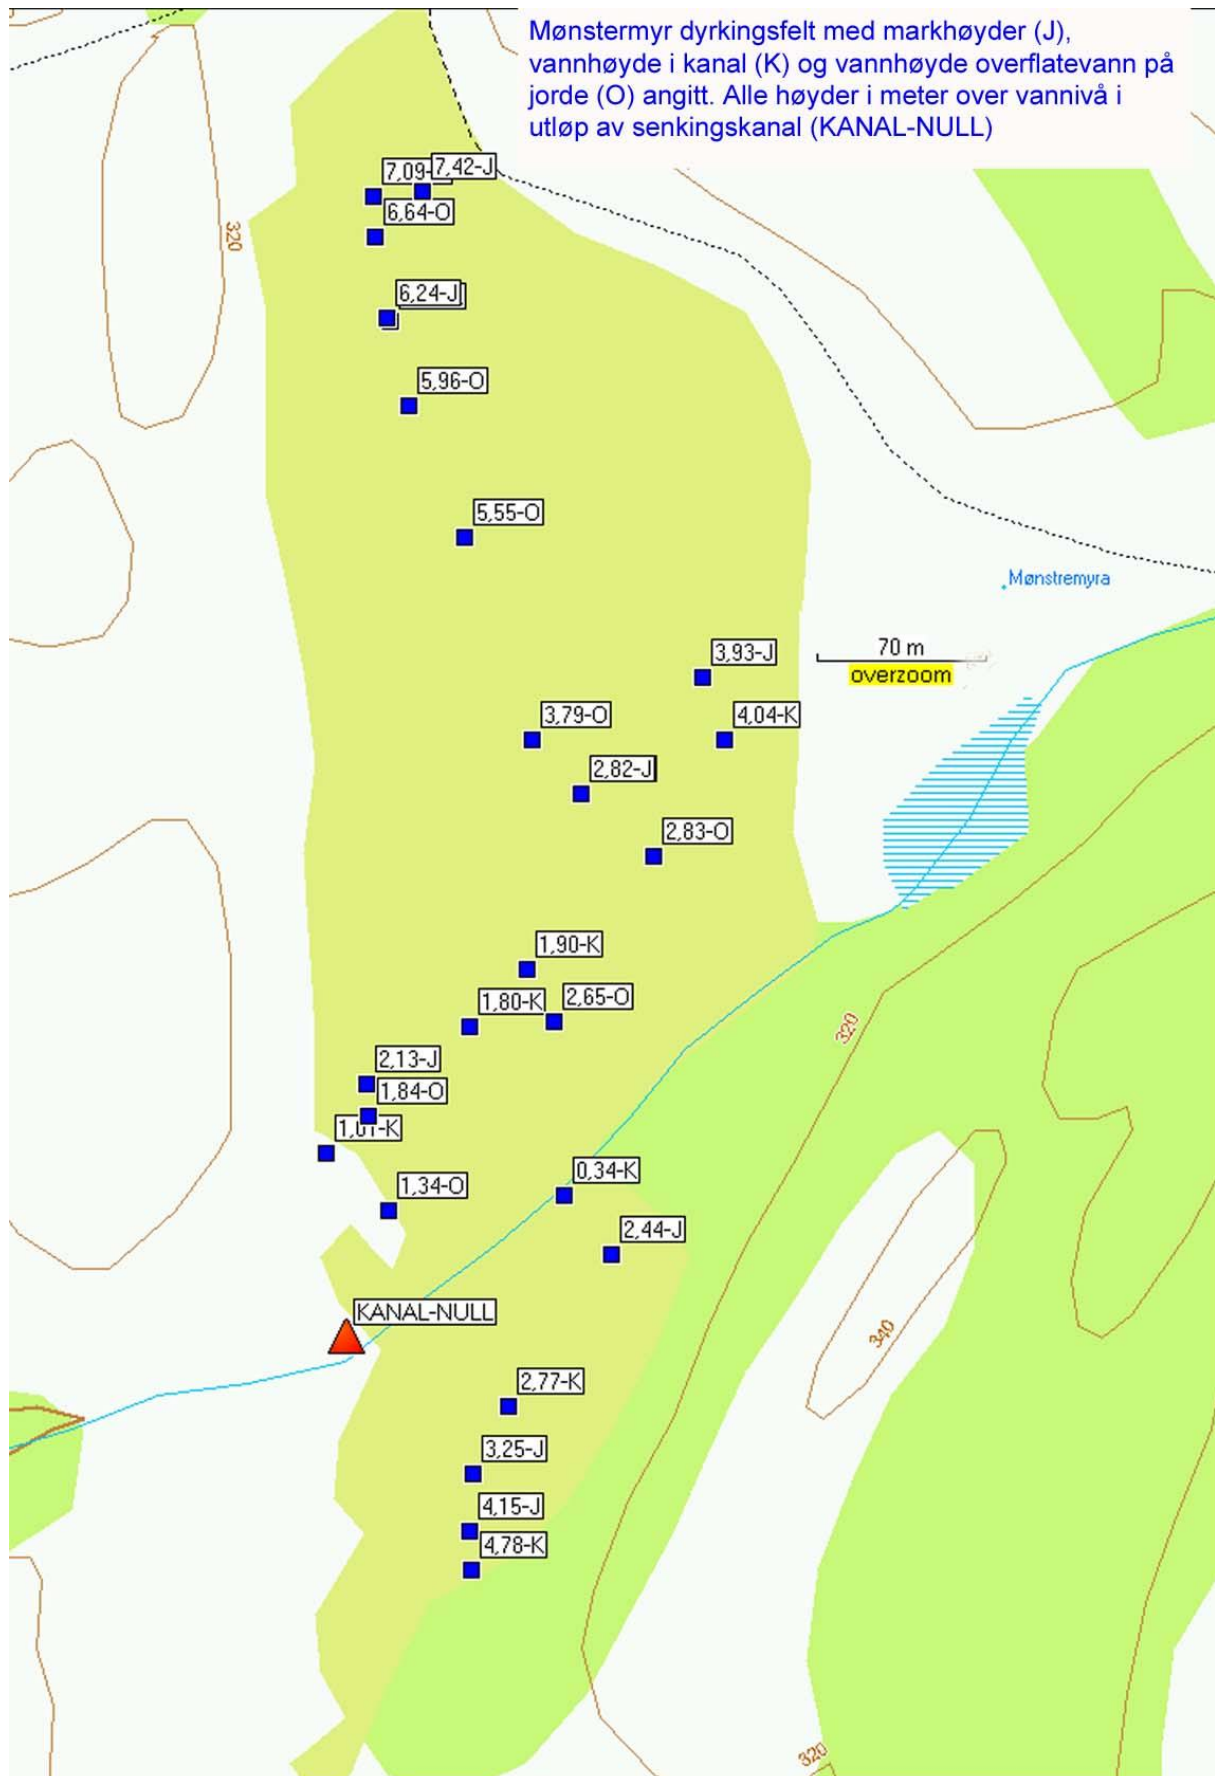 Mønstermyr dyrkingsfelt med markhøyder (J),
vannhøyde i kanal (K) og vannhøyde overflatevann på
jorde (O) angitt. Alle høyder i meter over vannivå i
utløp av senkingskanal (KANAL-NULL)
7,42-J
7,09-
6,64-O
320
6,24-J
5,96-O
5,55-O
Mønstremyra
70 m
overzoom
3,93-J
3,79-O
4,04-K
2,82-J
2,83-O
1,90-K
1,80-K
2,65-O
320
2,13-J
1,84-O
1,01-K
0,34-K
1,34-O
2,44-J
KANAL-NULL
340
2,77-K
3,25-J
4,15-J
4,78-K
320